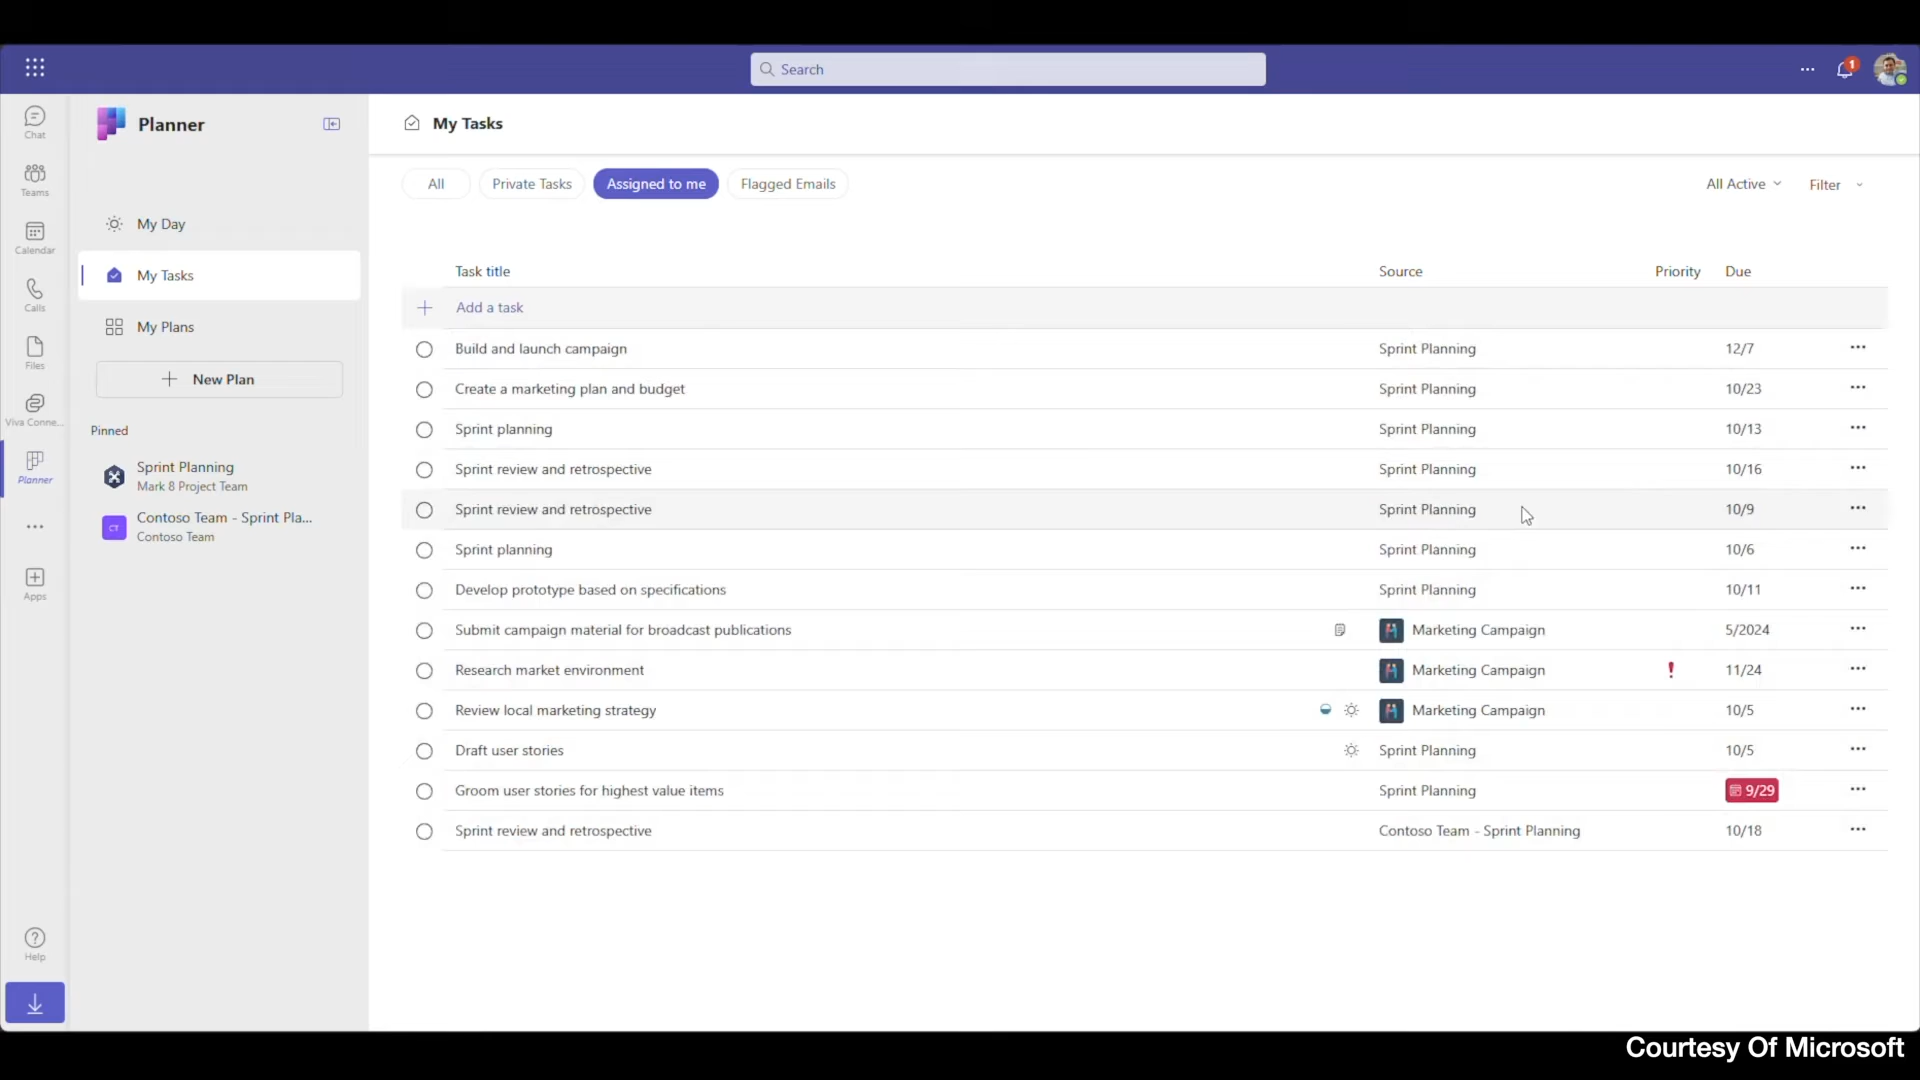 Search
1
Chat
Teams
Calendar
Calls
Files
Viva Conne...
Planner
Apps
Help
Planner
My Day
My Tasks
My Plans
New Plan
Pinned
Sprint Planning
Mark 8 Project Team
CT
Contoso Team - Sprint Pla...
Contoso Team
My Tasks
All Private Tasks Assigned to me Flagged Emails All Active Filter
Task title Source Priority Due
Add a task
Build and launch campaign Sprint Planning 12/7
Create a marketing plan and budget Sprint Planning 10/23
Sprint planning Sprint Planning 10/13
Sprint review and retrospective Sprint Planning 10/16
Sprint review and retrospective Sprint Planning 10/9
Sprint planning Sprint Planning 10/6
Develop prototype based on specifications Sprint Planning 10/11
Submit campaign material for broadcast publications Marketing Campaign 5/2024
Research market environment Marketing Campaign ! 11/24
Review local marketing strategy Marketing Campaign 10/5
Draft user stories Sprint Planning 10/5
Groom user stories for highest value items Sprint Planning 9/29
Sprint review and retrospective Contoso Team - Sprint Planning 10/18
Courtesy Of Microsoft